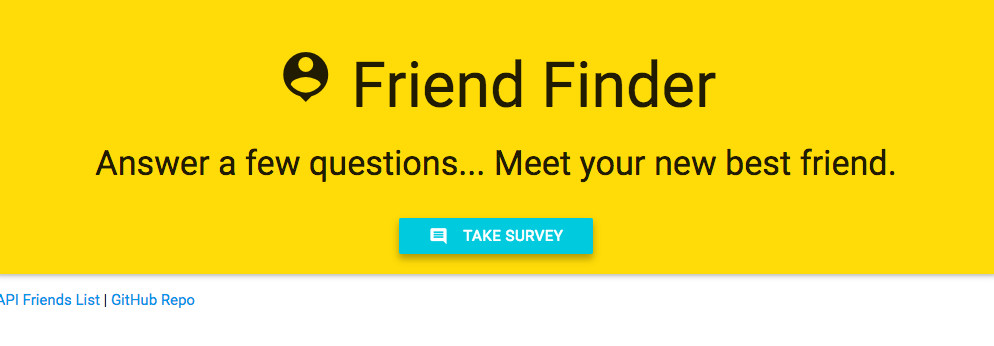 Friend Finder
Answer a few questions... Meet your new best friend.
TAKE SURVEY
API Friends List | GitHub Repo